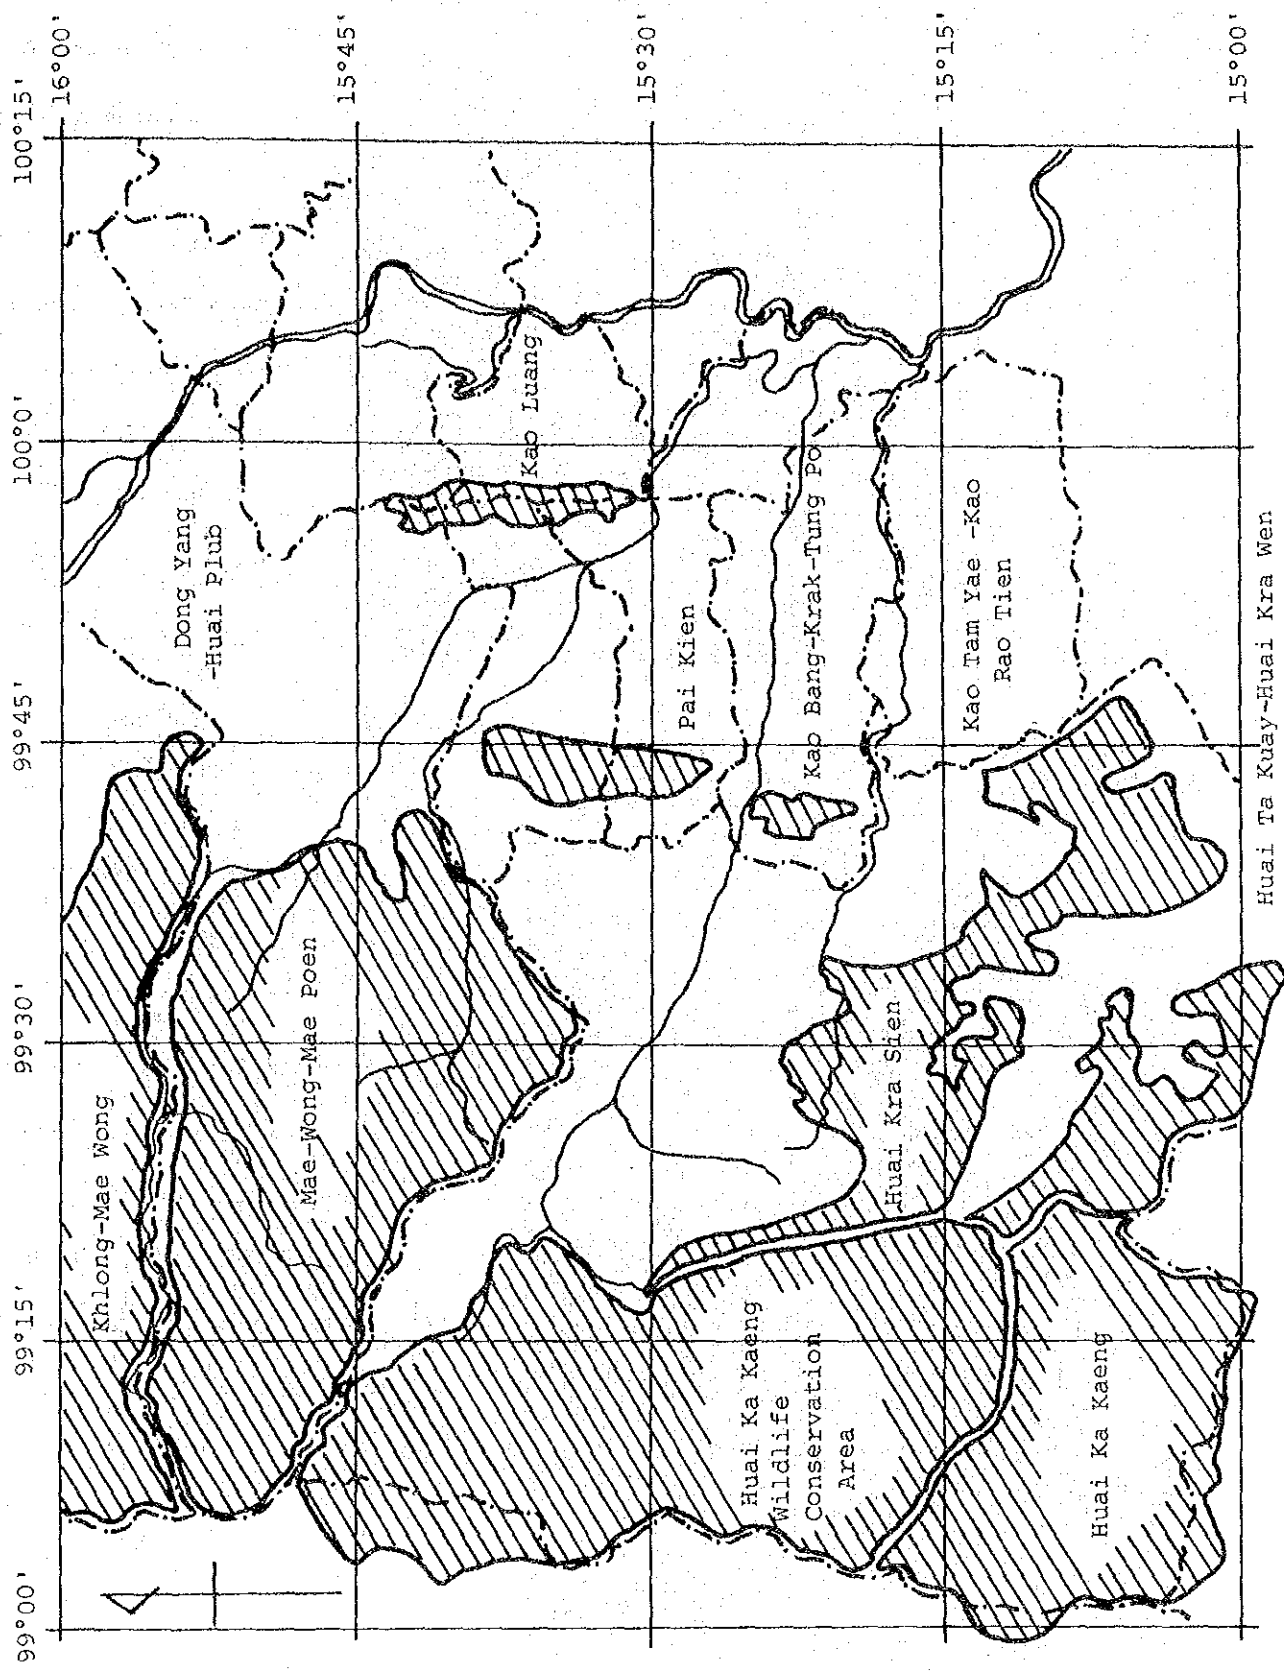 99°00'
99°15'
99°30'
99°45'
100°0'
100°15'
16°00'
15°45'
15°30'
15°15'
15°00'
Khlong-Mae Wong
Mae-Wong-Mae Poen
Dong Yang
-Huai Plub
Kao Luang
Pai Kien
Kao Bang-Krak-Tung Po
Kao Tam Yae -Kao
Rao Tien
Huai Kra Sien
Huai Ka Kaeng
Wildlife
Conservation
Area
Huai Ka Kaeng
Huai Ta Kuay-Huai Kra Wen